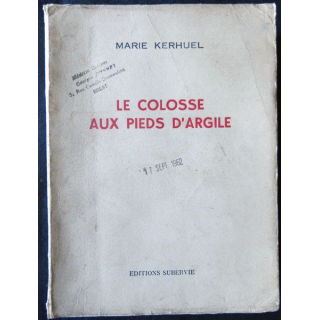 MARIE KERHUEL
LE COLOSSE
AUX PIEDS D'ARGILE
17 SEPT 1962
EDITIONS SUBERVIE